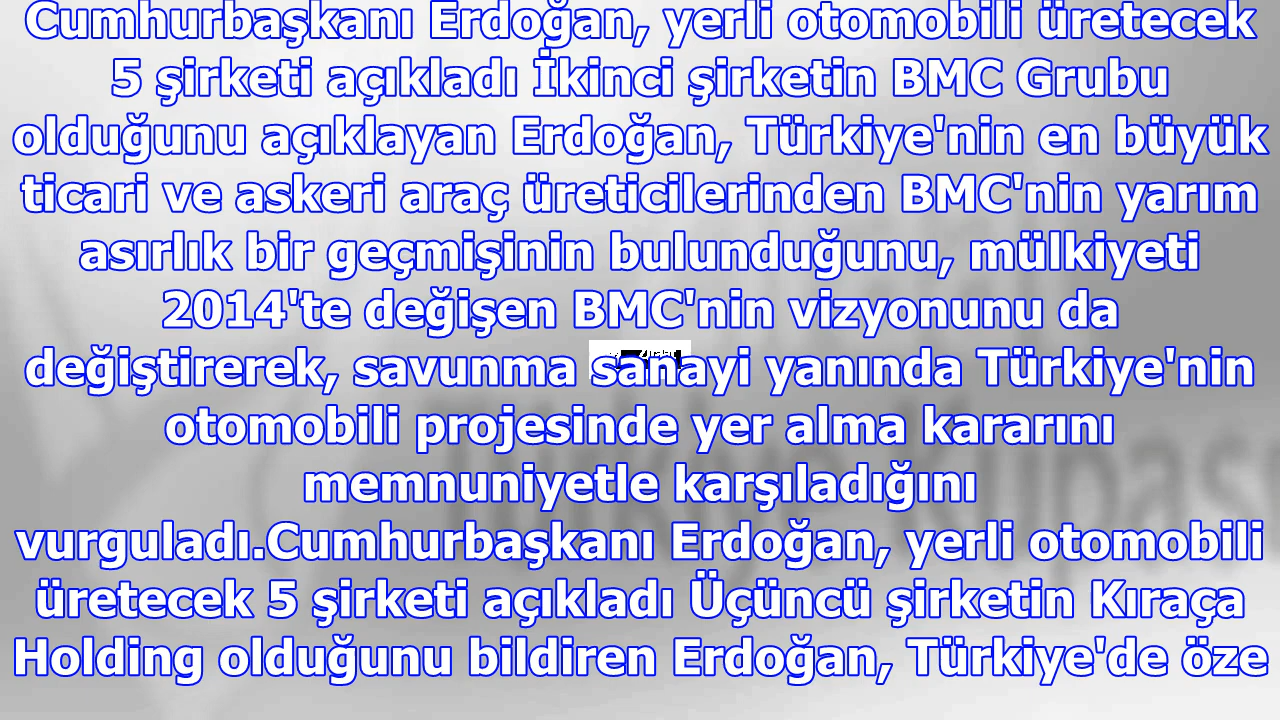 Cumhurbaşkanı Erdoğan, yerli otomobili üretecek
5 şirketi açıkladı İkinci şirketin BMC Grubu
olduğunu açıklayan Erdoğan, Türkiye'nin en büyük
ticari ve askeri araç üreticilerinden BMC'nin yarım
asırlık bir geçmişinin bulunduğunu, mülkiyeti
2014'te değişen BMC'nin vizyonunu da
değiştirerek, savunma sanayi yanında Türkiye'nin
otomobili projesinde yer alma kararını
memnuniyetle karşıladığını
vurguladı.Cumhurbaşkanı Erdoğan, yerli otomobili
üretecek 5 şirketi açıkladı Üçüncü şirketin Kıraça
Holding olduğunu bildiren Erdoğan, Türkiye'de öze
Türkiye Kupası